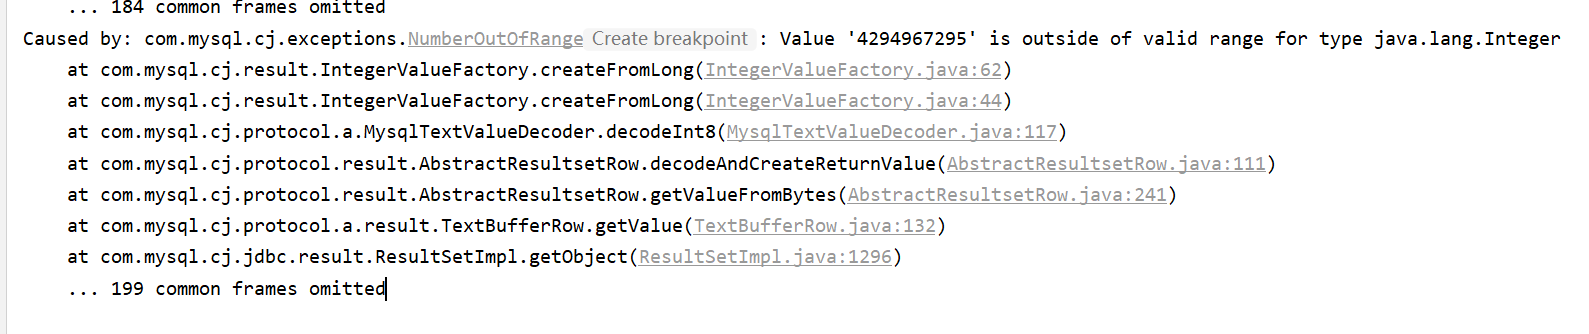 ... 184 common frames omitted
Caused by: com.mysql.cj.exceptions.NumberOutOfRange Create breakpoint : Value '4294967295' is outside of valid range for type java.lang.Integer
at com.mysql.cj.result.IntegerValueFactory.createFromLong(IntegerValueFactory.java:62)
at com.mysql.cj.result.IntegerValueFactory.createFromLong(IntegerValueFactory.java:44)
at com.mysql.cj.protocol.a.MysqlTextValueDecoder.decodeInt8(MysqlTextValueDecoder.java:117)
at com.mysql.cj.protocol.result.AbstractResultsetRow.decodeAndCreateReturnValue(AbstractResultsetRow.java:111)
at com.mysql.cj.protocol.result.AbstractResultsetRow.getValueFromBytes(AbstractResultsetRow.java:241)
at com.mysql.cj.protocol.a.result.TextBufferRow.getValue(TextBufferRow.java:132)
at com.mysql.cj.jdbc.result.ResultSetImpl.getObject(ResultSetImpl.java:1296)
... 199 common frames omitted